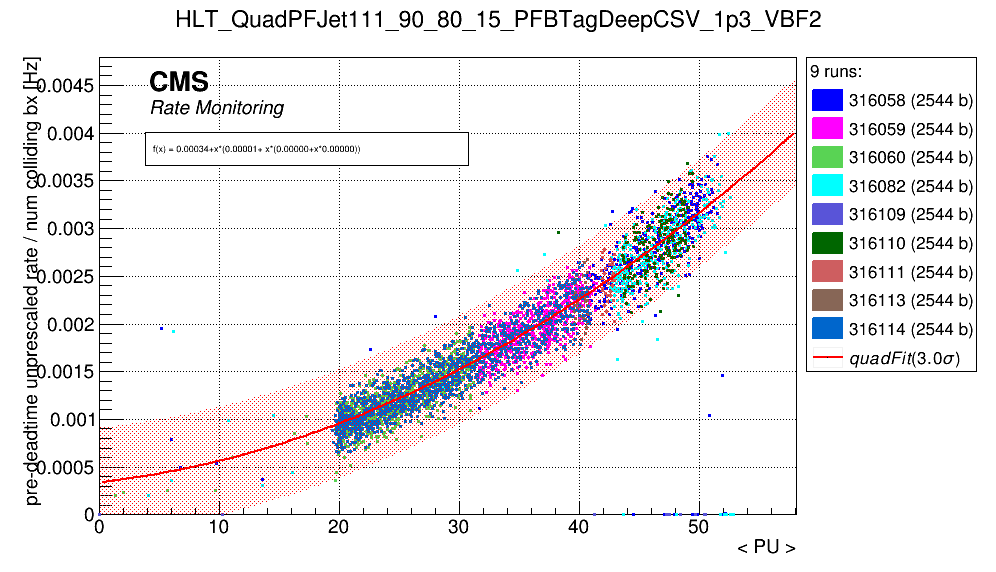 HLT_QuadPFJet111_90_80_15_PFBTagDeepCSV_1p3_VBF2
pre-deadtime unprescaled rate / num colliding bx [Hz]
CMS
Rate Monitoring
f(x) = 0.00034+x*(0.00001+ x*(0.00000+x*0.00000))
0.0045
0.004
0.0035
0.003
0.0025
0.002
0.0015
0.001
0.0005
0
0 10 20 30 40 50
< PU >
9 runs:
316058 (2544 b)
316059 (2544 b)
316060 (2544 b)
316082 (2544 b)
316109 (2544 b)
316110 (2544 b)
316111 (2544 b)
316113 (2544 b)
316114 (2544 b)
quadFit(3.0σ)